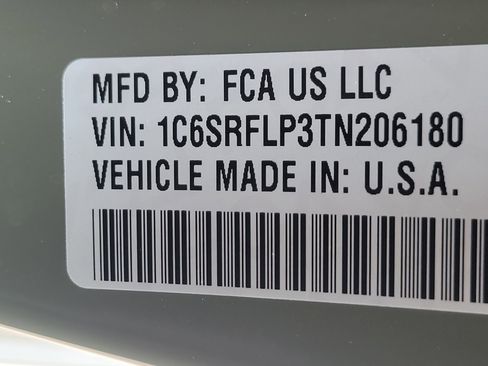 MFD BY: FCA US LLC
VIN: 1C6SRFLP3TN206180
VEHICLE MADE IN: U.S.A.